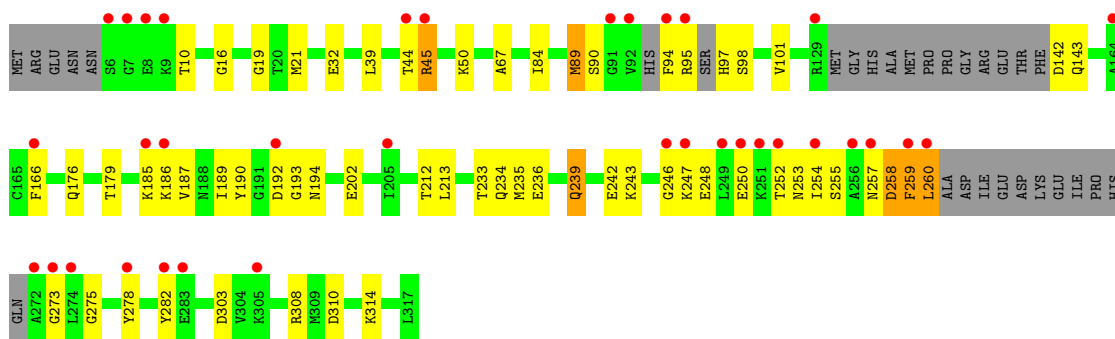 MET ARG GLU ASN ASN S6 G7 E8 K9 T10 G16 G19 T20 M21 E32 L39 T44 R45 K50 A67 I84 M89 S90 G91 V92 HIS F94 R95 SER H97 S98 V101 R129 MET GLY HIS ALA MET PRO PRO GLY ARG GLU THR PHE D142 Q143 A164
C165 F166 Q176 T179 K185 K186 V187 N188 I189 Y190 G191 D192 G193 N194 E202 I205 T212 L213 T233 Q234 M235 E236 Q239 E242 K243 G246 K247 E248 L249 E250 K251 T252 N253 I254 S255 A256 N257 D258 F259 L260 ALA ASP ILE GLU ASP LYS GLU ILE PRO HIS
GLN A272 G273 L274 G275 Y278 Y282 E283 D303 V304 K305 R308 M309 D310 K314 L317